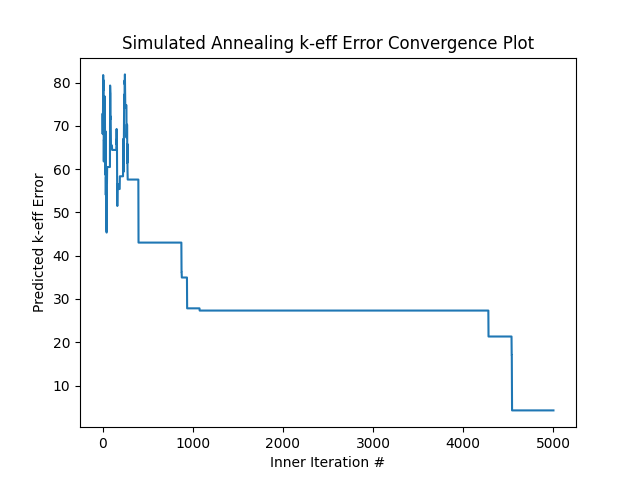 Simulated Annealing k-eff Error Convergence Plot
Predicted k-eff Error
80
70
60
50
40
30
20
10
0 1000 2000 3000 4000 5000
Inner Iteration #